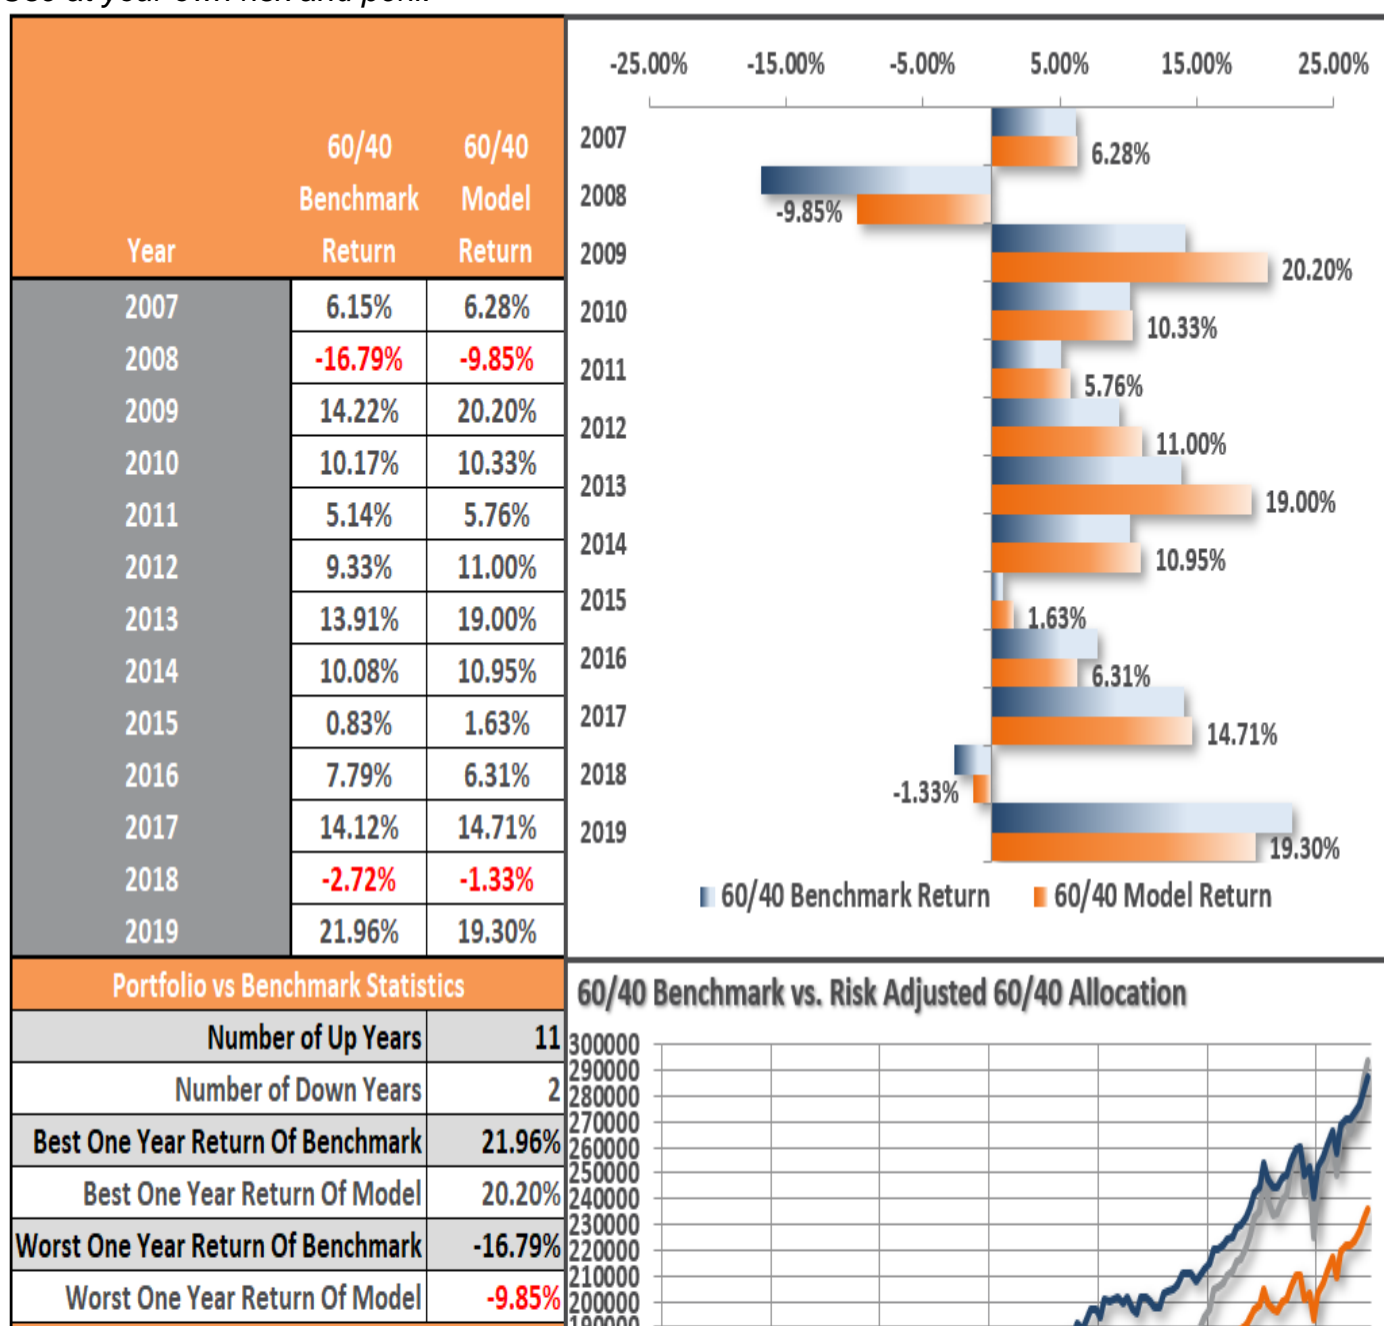 Use at your own risk and peril.
60/40 60/40
Benchmark Model
Year Return Return
2007 6.15% 6.28%
2008 -16.79% -9.85%
2009 14.22% 20.20%
2010 10.17% 10.33%
2011 5.14% 5.76%
2012 9.33% 11.00%
2013 13.91% 19.00%
2014 10.08% 10.95%
2015 0.83% 1.63%
2016 7.79% 6.31%
2017 14.12% 14.71%
2018 -2.72% -1.33%
2019 21.96% 19.30%
Portfolio vs Benchmark Statistics
Number of Up Years 11
Number of Down Years 2
Best One Year Return Of Benchmark 21.96%
Best One Year Return Of Model 20.20%
Worst One Year Return Of Benchmark -16.79%
Worst One Year Return Of Model -9.85%
-25.00% -15.00% -5.00% 5.00% 15.00% 25.00%
2007 6.28%
2008 -9.85%
2009 20.20%
2010 10.33%
2011 5.76%
2012 11.00%
2013 19.00%
2014 10.95%
2015 1.63%
2016 6.31%
2017 14.71%
2018 -1.33%
2019 19.30%
60/40 Benchmark Return 60/40 Model Return
60/40 Benchmark vs. Risk Adjusted 60/40 Allocation
300000
290000
280000
270000
260000
250000
240000
230000
220000
210000
200000
190000